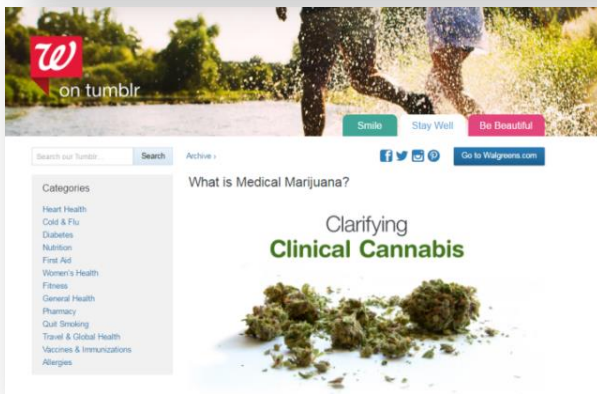 W
on tumblr
Smile
Stay Well
Be Beautiful
Search our Tumblr...
Search
Archive ›
Go to Walgreens.com
Categories
Heart Health
Cold & Flu
Diabetes
Nutrition
First Aid
Women's Health
Fitness
General Health
Pharmacy
Quit Smoking
Travel & Global Health
Vaccines & Immunizations
Allergies
What is Medical Marijuana?
Clarifying
Clinical Cannabis